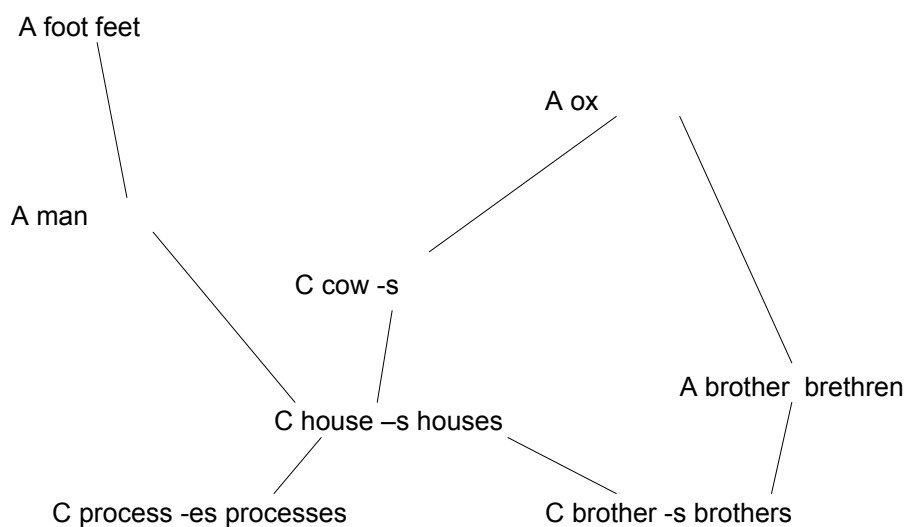 A foot feet
A ox
A man
C cow -s
A brother  brethren
C house –s houses
C process -es processes
C brother -s brothers